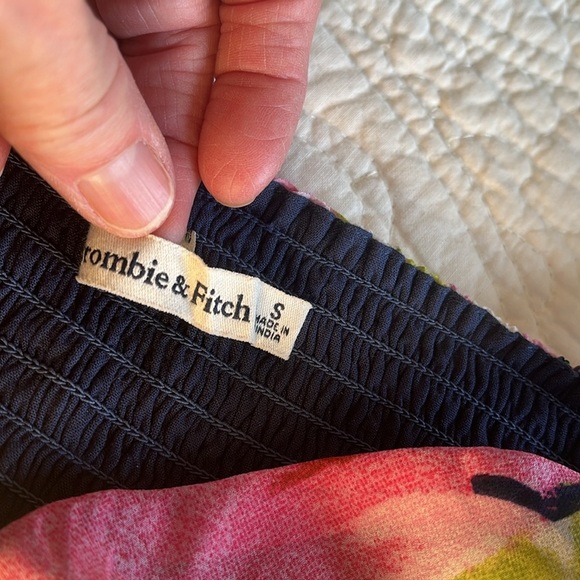 rombie & Fitch
S
MADE IN
INDIA